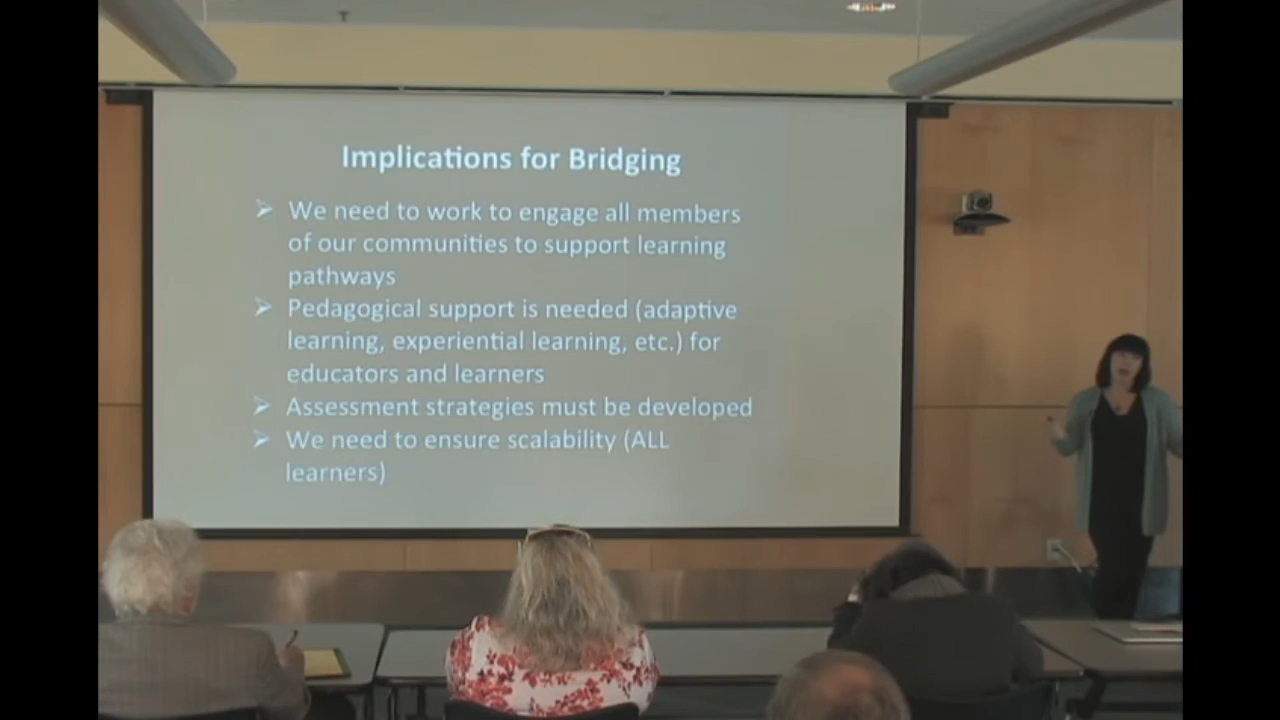 Implications for Bridging
➢ We need to work to engage all members
of our communities to support learning
pathways
➢ Pedagogical support is needed (adaptive
learning, experiential learning, etc.) for
educators and learners
➢ Assessment strategies must be developed
➢ We need to ensure scalability (ALL
learners)